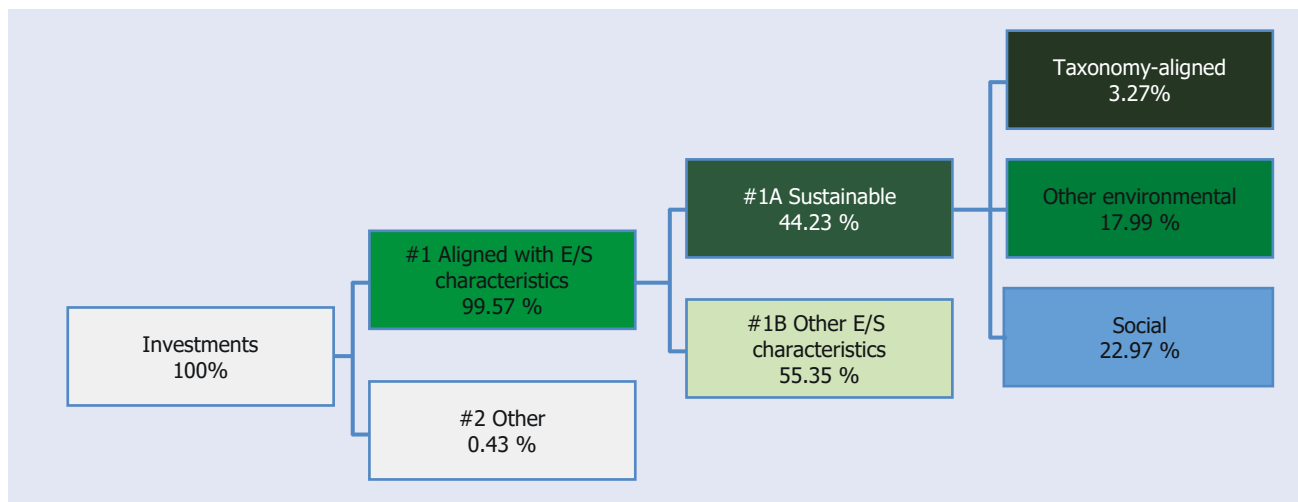 Investments
100%
#1 Aligned with E/S
characteristics
99.57 %
#2 Other
0.43 %
#1A Sustainable
44.23 %
#1B Other E/S
characteristics
55.35 %
Taxonomy-aligned
3.27%
Other environmental
17.99 %
Social
22.97 %